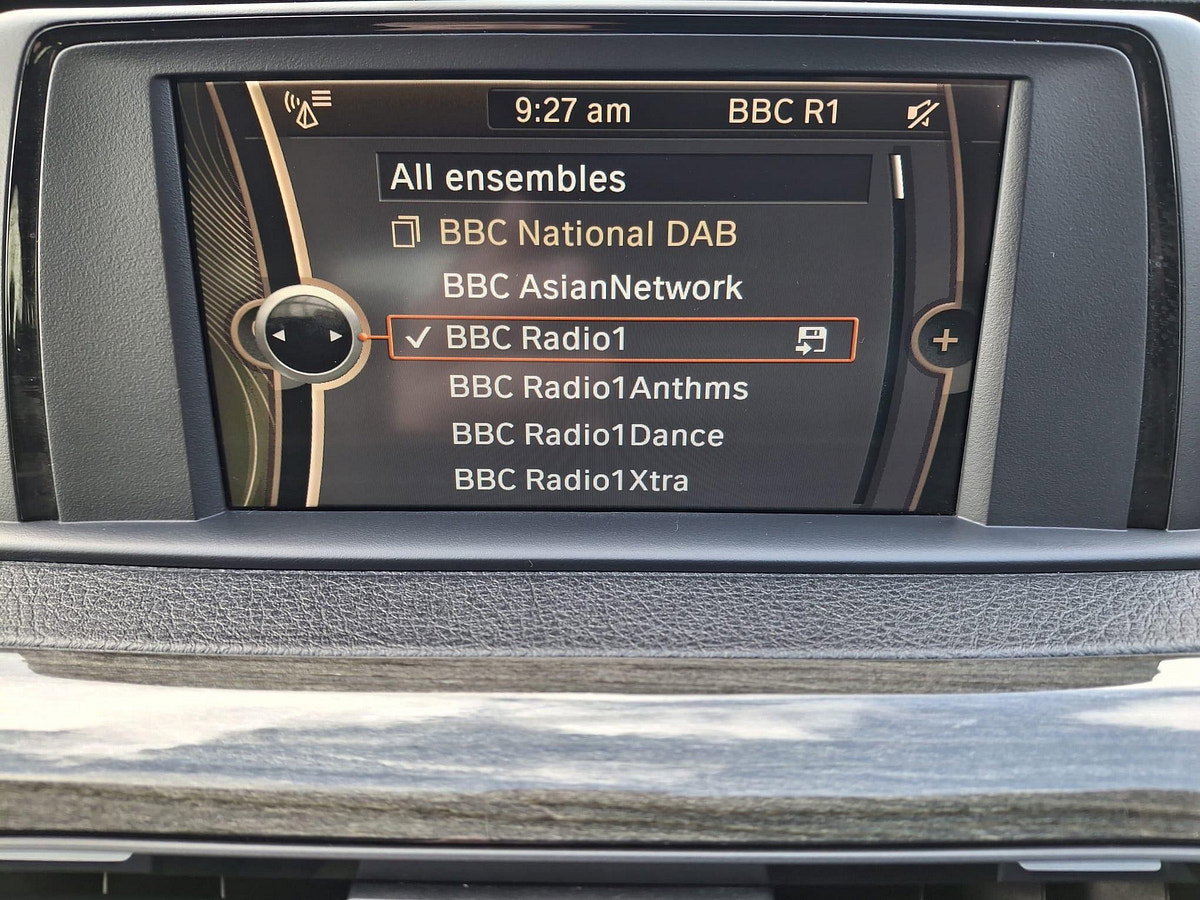 9:27 am BBC R1
All ensembles
BBC National DAB
BBC AsianNetwork
BBC Radio1
BBC Radio1Anthms
BBC Radio1Dance
BBC Radio1Xtra